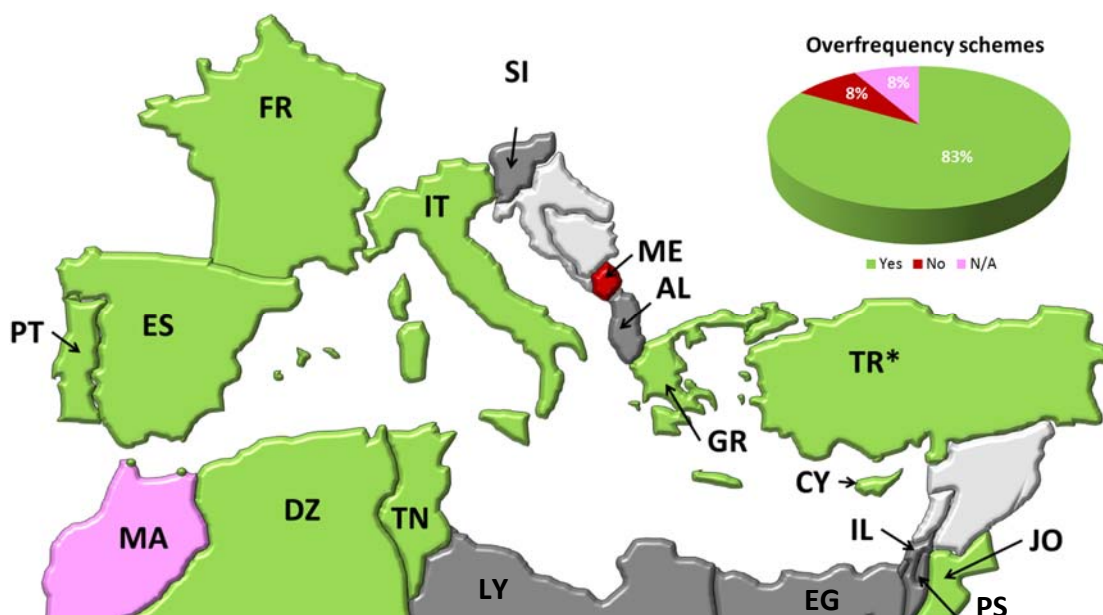 Overfrequency schemes
8%
8%
83%
Yes No N/A
SI
FR
IT
ME
AL
PT
ES
TR*
GR
CY
MA
DZ
TN
IL
JO
LY
EG
PS